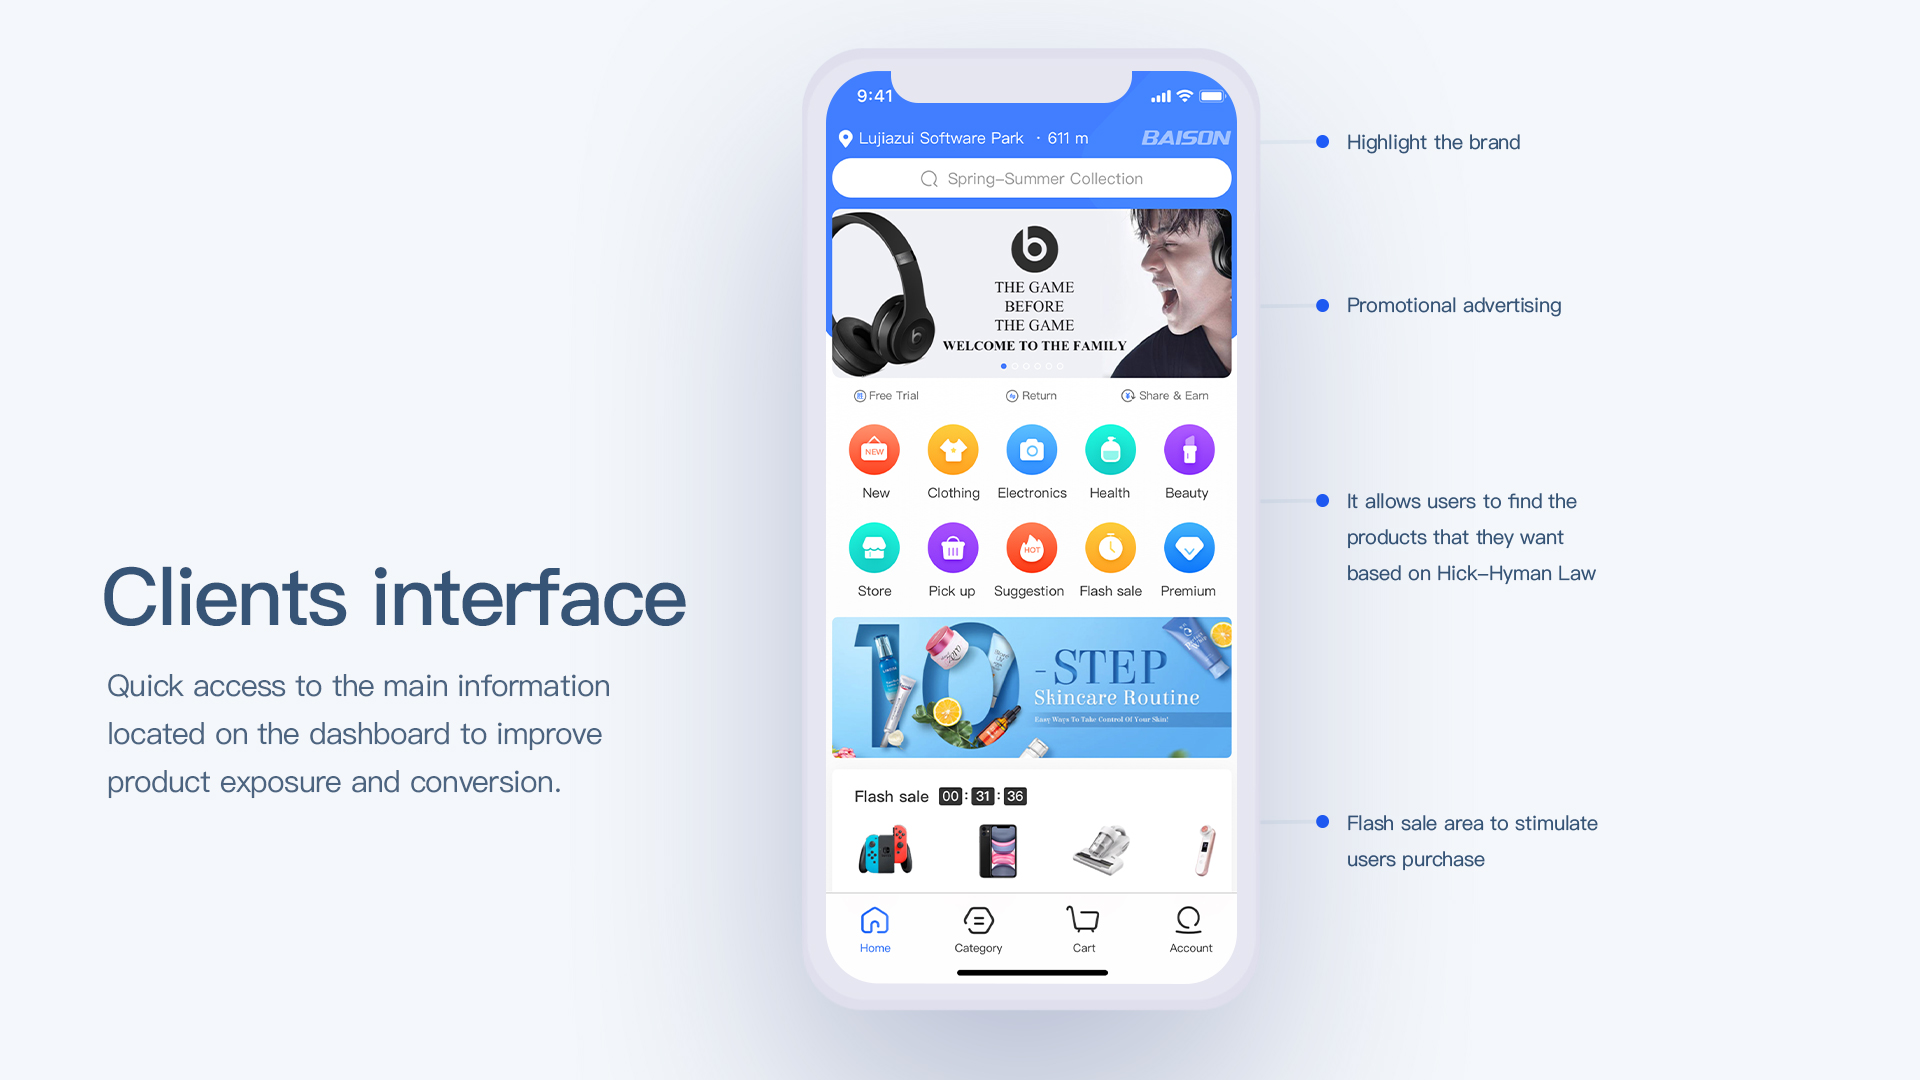 Clients interface
Quick access to the main information
located on the dashboard to improve
product exposure and conversion.
9:41
Lujiazui Software Park · 611 m
BAISON
Spring-Summer Collection
b
THE GAME
BEFORE
THE GAME
WELCOME TO THE FAMILY
Free Trial
Return
Share & Earn
NEW
New
Clothing
Electronics
Health
Beauty
HOT
Store
Pick up
Suggestion
Flash sale
Premium
10
-STEP
Skincare Routine
Easy Ways To Take Control Of Your Skin!
Flash sale 00 : 31 : 36
Home
Category
Cart
Account
Highlight the brand
Promotional advertising
It allows users to find the
products that they want
based on Hick-Hyman Law
Flash sale area to stimulate
users purchase